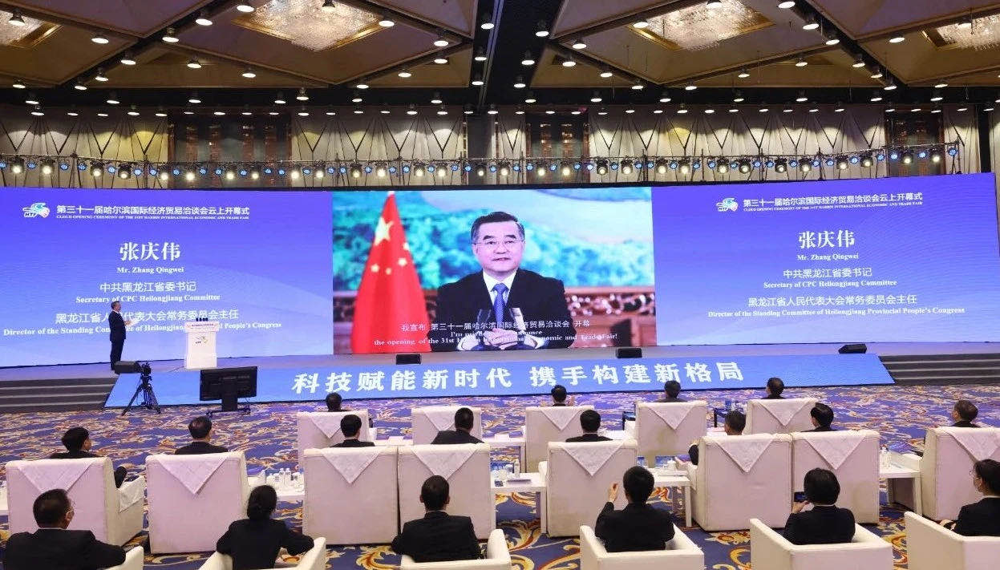 HTF
第三十一届哈尔滨国际经济贸易洽谈会云上开幕式
CLOUD OPENING CEREMONY OF THE 31ST HARBIN INTERNATIONAL ECONOMIC AND TRADE FAIR
张庆伟
Mr. Zhang Qingwei
中共黑龙江省委书记
Secretary of CPC Heilongjiang Committee
黑龙江省人民代表大会常务委员会主任
Director of the Standing Committee of Heilongjiang People's Congress
我宣布 第三十一届哈尔滨国际经济贸易洽谈会 开幕
the opening of the 31st International Economic and Trade Fair!
HTF
第三十一届哈尔滨国际经济贸易洽谈会云上开幕式
CLOUD OPENING CEREMONY OF THE 31ST HARBIN INTERNATIONAL ECONOMIC AND TRADE FAIR
张庆伟
Mr. Zhang Qingwei
中共黑龙江省委书记
Secretary of CPC Heilongjiang Committee
黑龙江省人民代表大会常务委员会主任
Director of the Standing Committee of Heilongjiang Provincial People's Congress
科技赋能新时代 携手构建新格局